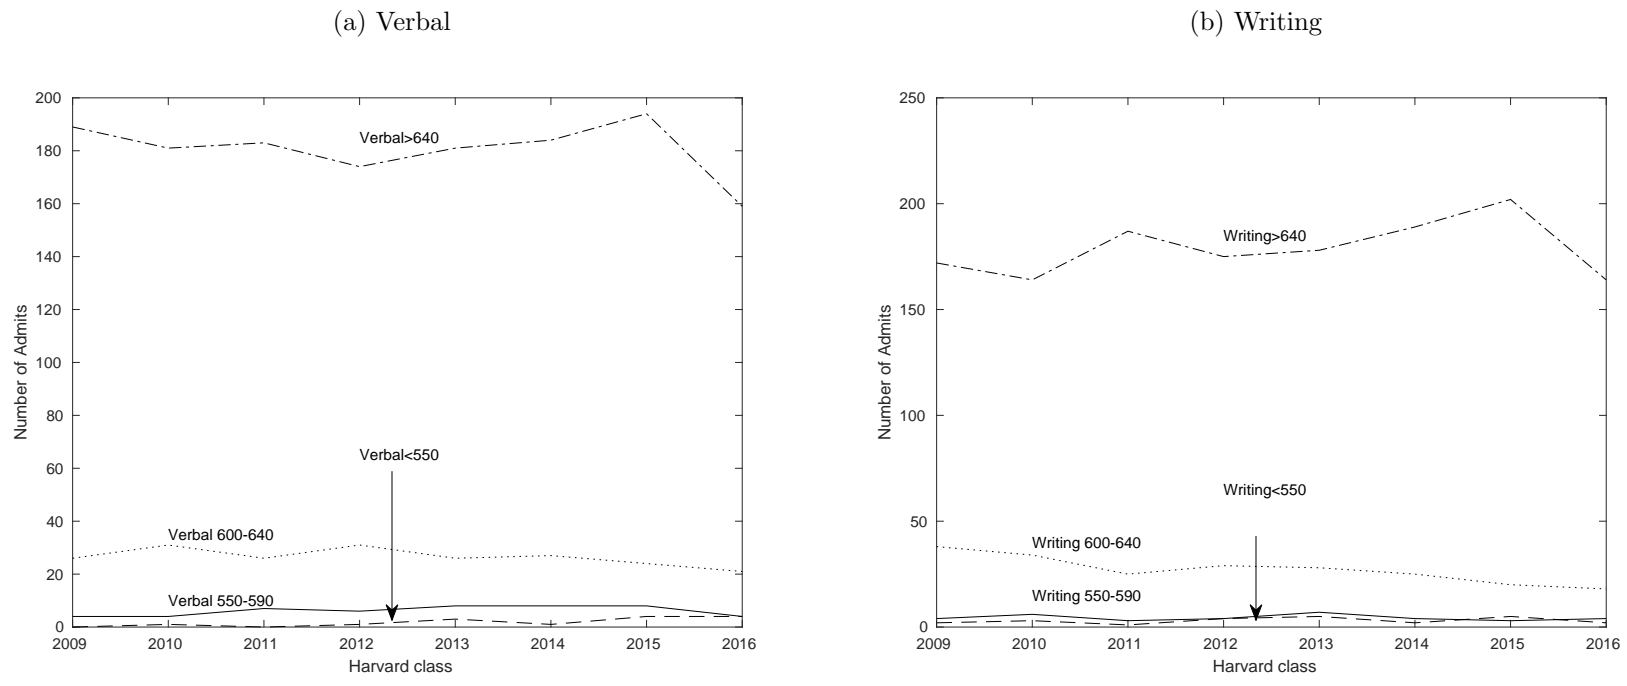 (a) Verbal
200
180
160
140
120
100
80
60
40
20
0
Number of Admits
Verbal>640
Verbal<550
Verbal 600-640
Verbal 550-590
2009 2010 2011 2012 2013 2014 2015 2016
Harvard class
(b) Writing
250
200
150
100
50
0
Number of Admits
Writing>640
Writing<550
Writing 600-640
Writing 550-590
2009 2010 2011 2012 2013 2014 2015 2016
Harvard class